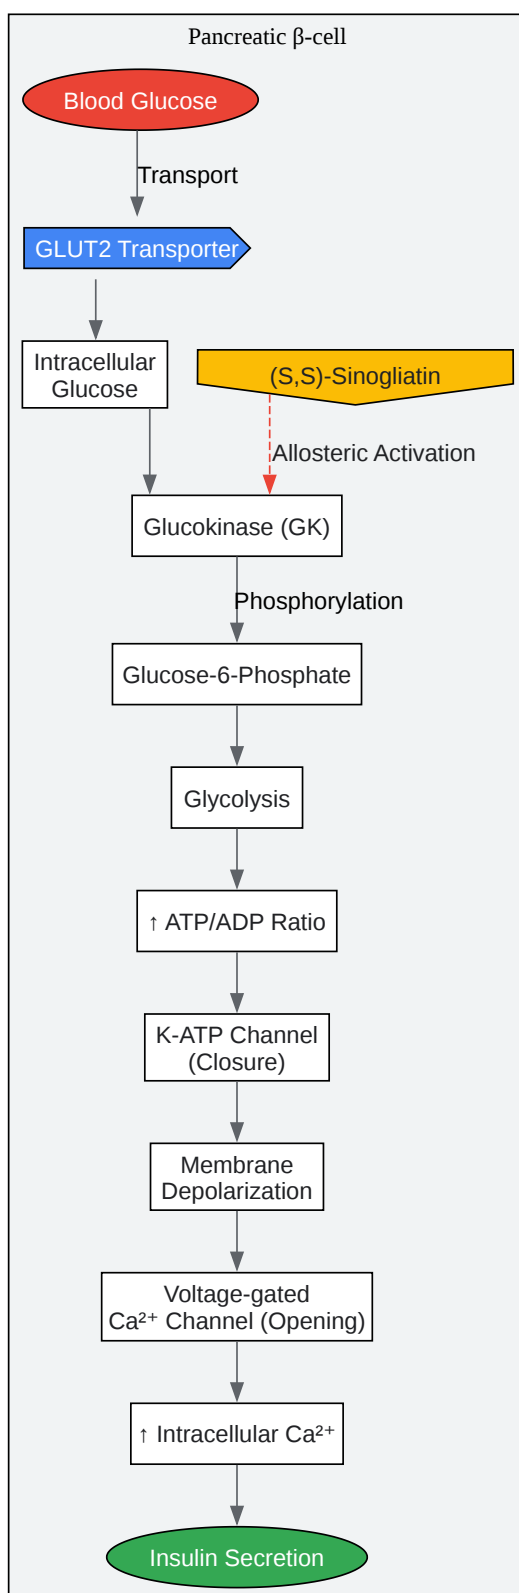 Pancreatic β-cell
Blood Glucose
Transport
GLUT2 Transporter
Intracellular
Glucose
(S,S)-Sinogliatin
Allosteric Activation
Glucokinase (GK)
Phosphorylation
Glucose-6-Phosphate
Glycolysis
↑ ATP/ADP Ratio
K-ATP Channel
(Closure)
Membrane
Depolarization
Voltage-gated
Ca²⁺ Channel (Opening)
↑ Intracellular Ca²⁺
Insulin Secretion